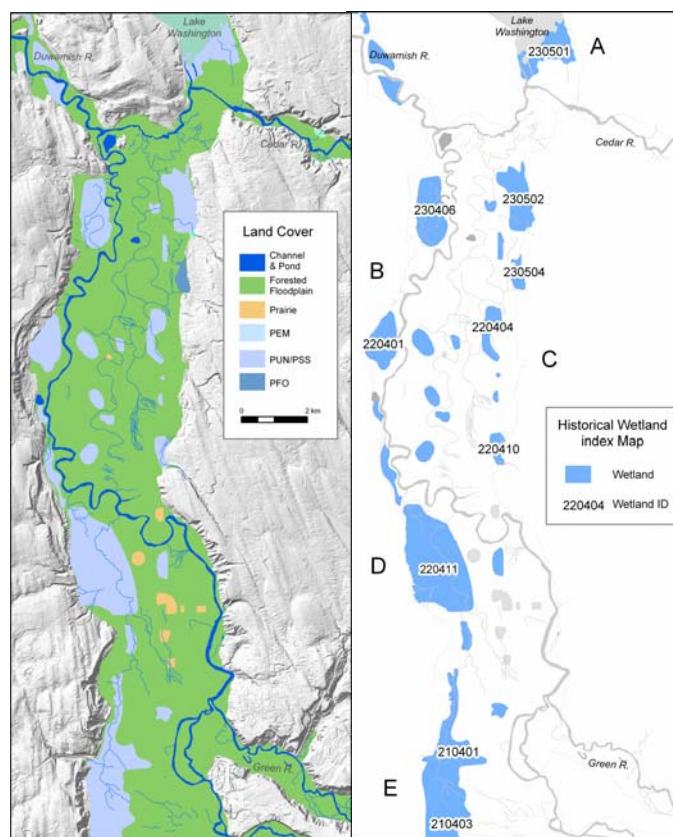 Lake
Washington
Duwamish R.
Cedar R.
Land Cover
Channel
& Pond
Forested
Floodplain
Prairie
PEM
PUN/PSS
PFO
0 2 km
Green R.
Lake
Washington
A
230501
Duwamish R.
Cedar R.
230502
230406
B
230504
220404
220401
C
Historical Wetland
index Map
Wetland
220404 Wetland ID
220410
D
220411
210401
Green R.
E
210403